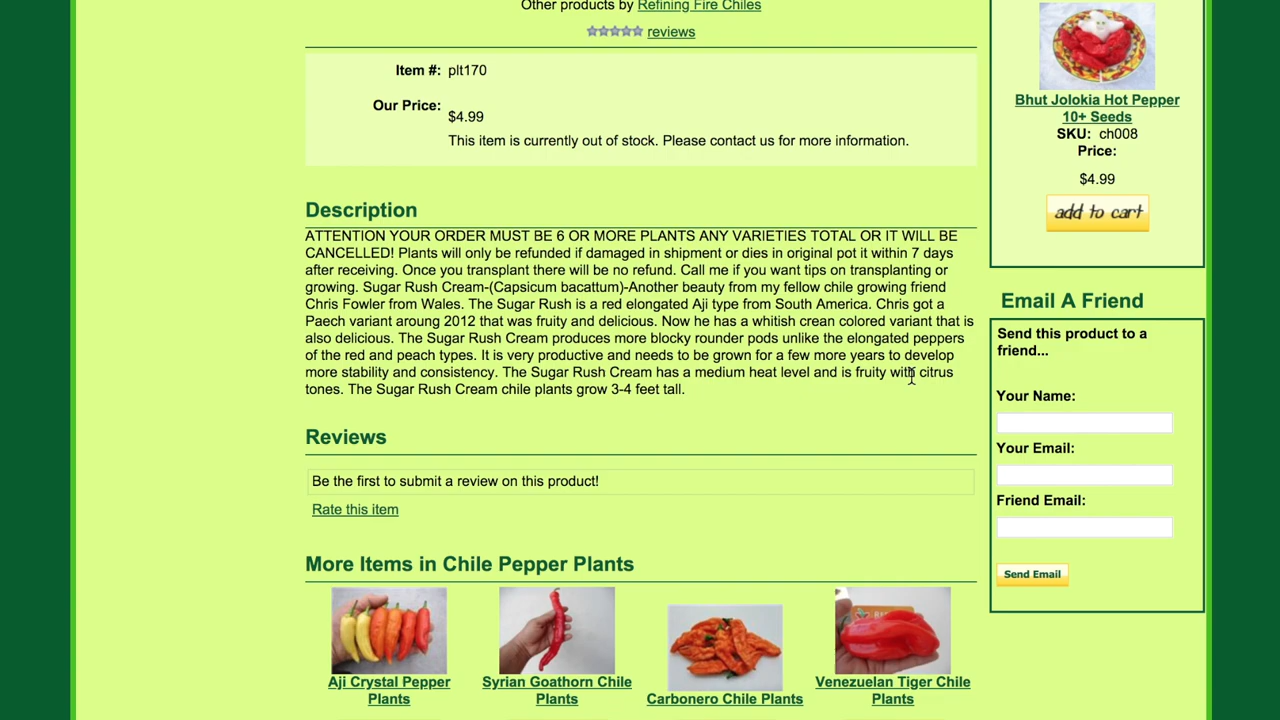 Other products by Refining Fire Chiles
reviews
Item #: plt170
Our Price:
$4.99
This item is currently out of stock. Please contact us for more information.
Description
ATTENTION YOUR ORDER MUST BE 6 OR MORE PLANTS ANY VARIETIES TOTAL OR IT WILL BE
CANCELLED! Plants will only be refunded if damaged in shipment or dies in original pot it within 7 days
after receiving. Once you transplant there will be no refund. Call me if you want tips on transplanting or
growing. Sugar Rush Cream-(Capsicum bacattum)-Another beauty from my fellow chile growing friend
Chris Fowler from Wales. The Sugar Rush is a red elongated Aji type from South America. Chris got a
Paech variant aroung 2012 that was fruity and delicious. Now he has a whitish crean colored variant that is
also delicious. The Sugar Rush Cream produces more blocky rounder pods unlike the elongated peppers
of the red and peach types. It is very productive and needs to be grown for a few more years to develop
more stability and consistency. The Sugar Rush Cream has a medium heat level and is fruity with citrus
tones. The Sugar Rush Cream chile plants grow 3-4 feet tall.
Reviews
Be the first to submit a review on this product!
Rate this item
More Items in Chile Pepper Plants
Aji Crystal Pepper
Plants
Syrian Goathorn Chile
Plants
Carbonero Chile Plants
Venezuelan Tiger Chile
Plants
Bhut Jolokia Hot Pepper
10+ Seeds
SKU: ch008
Price:
$4.99
add to cart
Email A Friend
Send this product to a
friend...
Your Name:
Your Email:
Friend Email:
Send Email